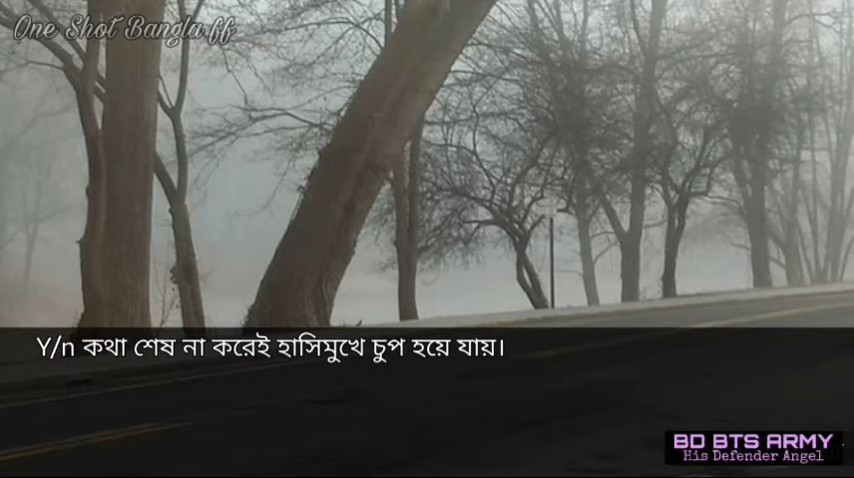 One Shot Bangla ff
Y/n কথা শেষ না করেই হাসিমুখে চুপ হয়ে যায়।
BD BTS ARMY
His Defender Angel